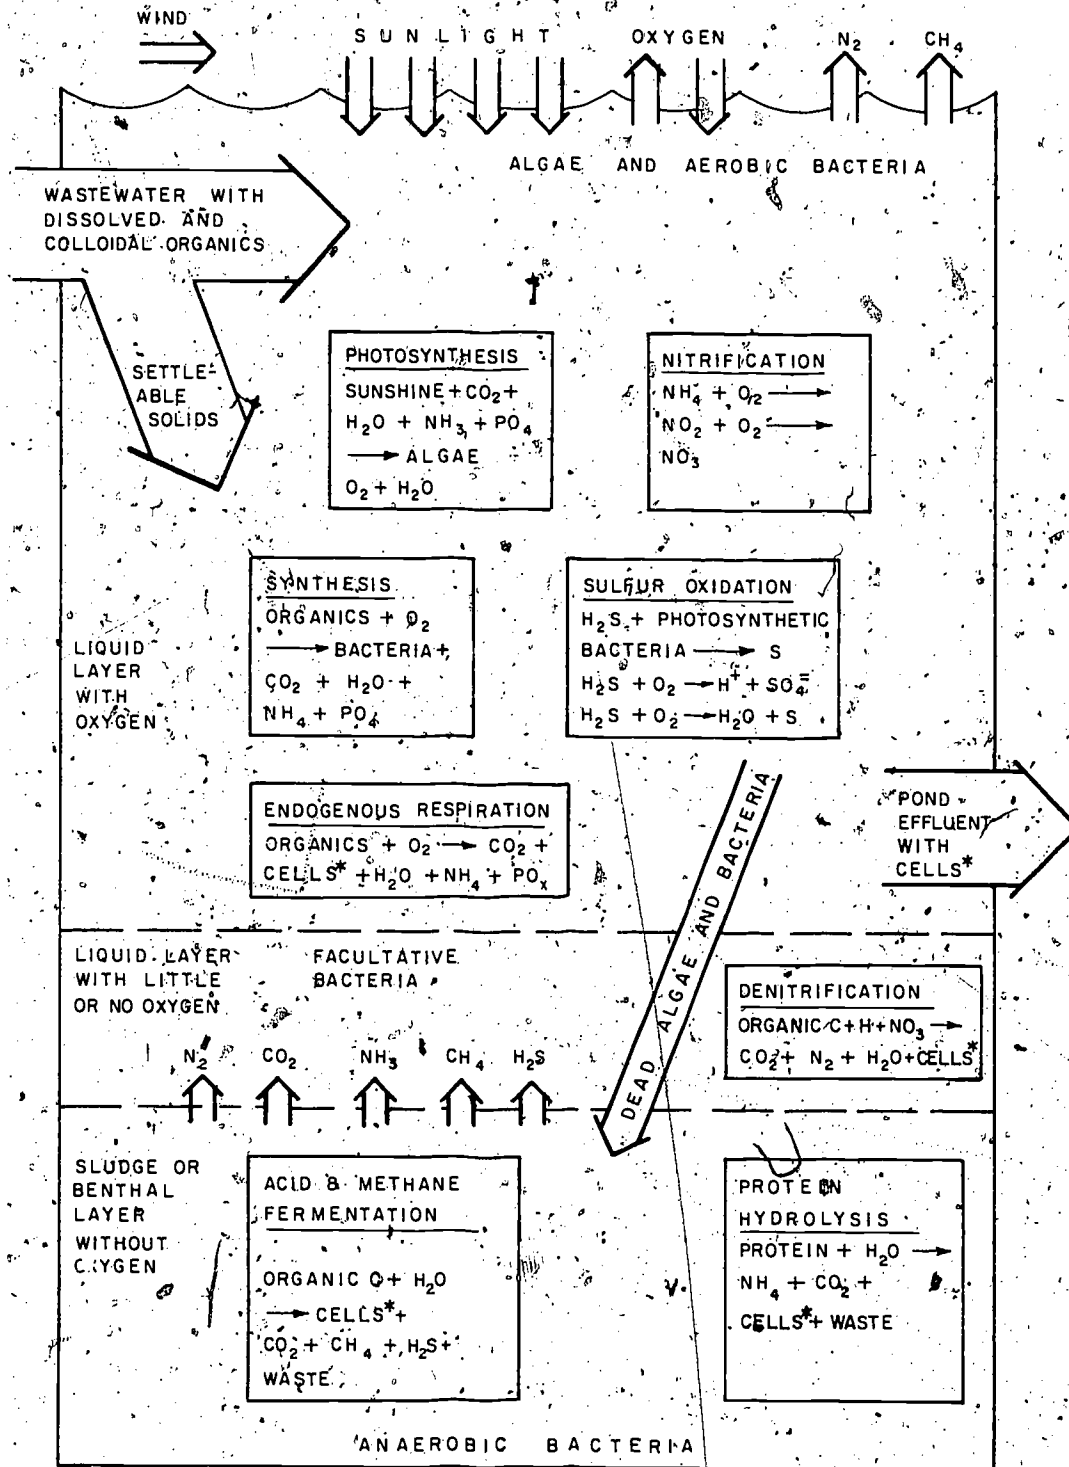 WIND
SUNLIGHT
OXYGEN
N₂
CH₄
ALGAE AND AEROBIC BACTERIA
WASTEWATER WITH
DISSOLVED AND
COLLOIDAL ORGANICS
SETTLE-
ABLE
SOLIDS
PHOTOSYNTHESIS
SUNSHINE + CO₂ +
H₂O + NH₃ + PO₄
⟶ ALGAE
O₂ + H₂O
NITRIFICATION
NH₄ + O₂ ⟶
NO₂ + O₂ ⟶
NO₃
LIQUID
LAYER
WITH
OXYGEN
SYNTHESIS
ORGANICS + O₂
⟶ BACTERIA +
CO₂ + H₂O +
NH₄ + PO₄
SULFUR OXIDATION
H₂S + PHOTOSYNTHETIC
BACTERIA ⟶ S
H₂S + O₂ ⟶ H⁺ + SO₄⁼
H₂S + O₂ ⟶ H₂O + S
ENDOGENOUS RESPIRATION
ORGANICS + O₂ ⟶ CO₂ +
CELLS* + H₂O + NH₄ + POₓ
DEAD ALGAE AND BACTERIA
POND
EFFLUENT
WITH
CELLS*
LIQUID LAYER
WITH LITTLE
OR NO OXYGEN
FACULTATIVE
BACTERIA
DENITRIFICATION
ORGANIC C + H + NO₃ ⟶
CO₂ + N₂ + H₂O + CELLS*
N₂ CO₂ NH₃ CH₄ H₂S
SLUDGE OR
BENTHAL
LAYER
WITHOUT
OXYGEN
ACID & METHANE
FERMENTATION
ORGANIC C + H₂O
⟶ CELLS* +
CO₂ + CH₄ + H₂S +
WASTE
PROTEIN
HYDROLYSIS
PROTEIN + H₂O ⟶
NH₄ + CO₂ +
CELLS* + WASTE
ANAEROBIC BACTERIA